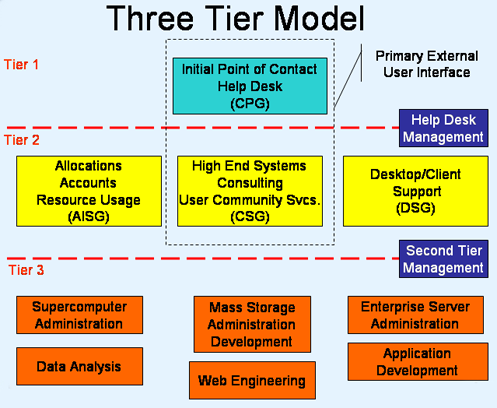 Three Tier Model
Tier 1
Initial Point of Contact
Help Desk
(CPG)
Primary External
User Interface
Help Desk
Management
Tier 2
Allocations
Accounts
Resource Usage
(AISG)
High End Systems
Consulting
User Community Svcs.
(CSG)
Desktop/Client
Support
(DSG)
Second Tier
Management
Tier 3
Supercomputer
Administration
Mass Storage
Administration
Development
Enterprise Server
Administration
Data Analysis
Web Engineering
Application
Development